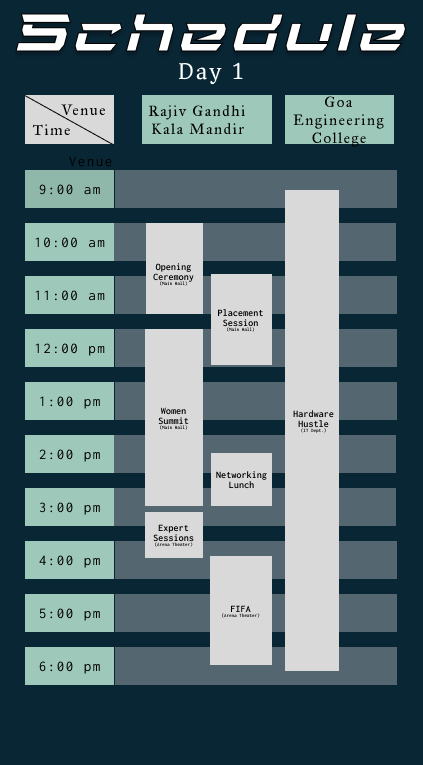 Schedule
Day 1
Venue
Time
Rajiv Gandhi
Kala Mandir
Goa
Engineering
College
Venue
9:00 am
10:00 am
Opening
Ceremony
(Main Hall)
11:00 am
Placement
Session
(Main Hall)
12:00 pm
1:00 pm
Women
Summit
(Main Hall)
Hardware
Hustle
(IT Dept.)
2:00 pm
Networking
Lunch
3:00 pm
Expert
Sessions
(Arena Theater)
4:00 pm
5:00 pm
FIFA
(Arena Theater)
6:00 pm